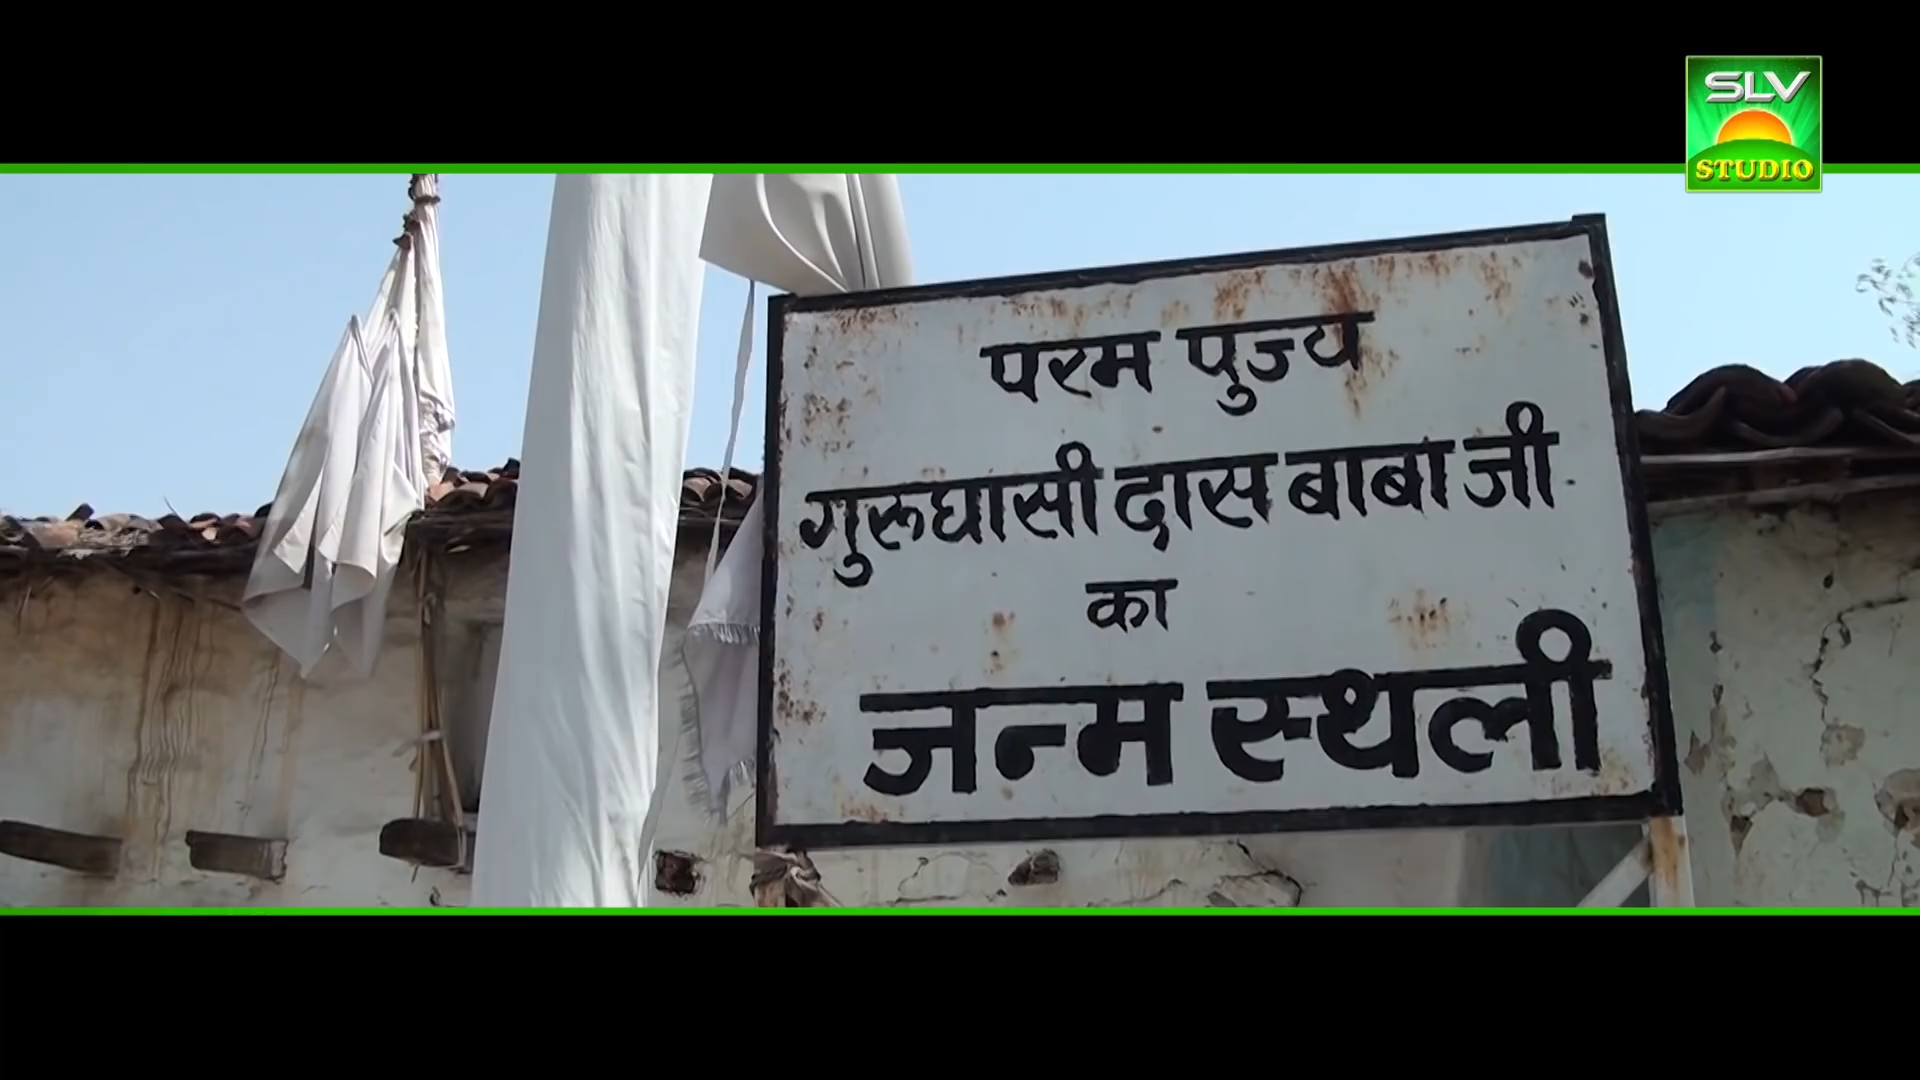 SLV
STUDIO
परम पुज्य
गुरूघासी दास बाबा जी
का
जन्म स्थली